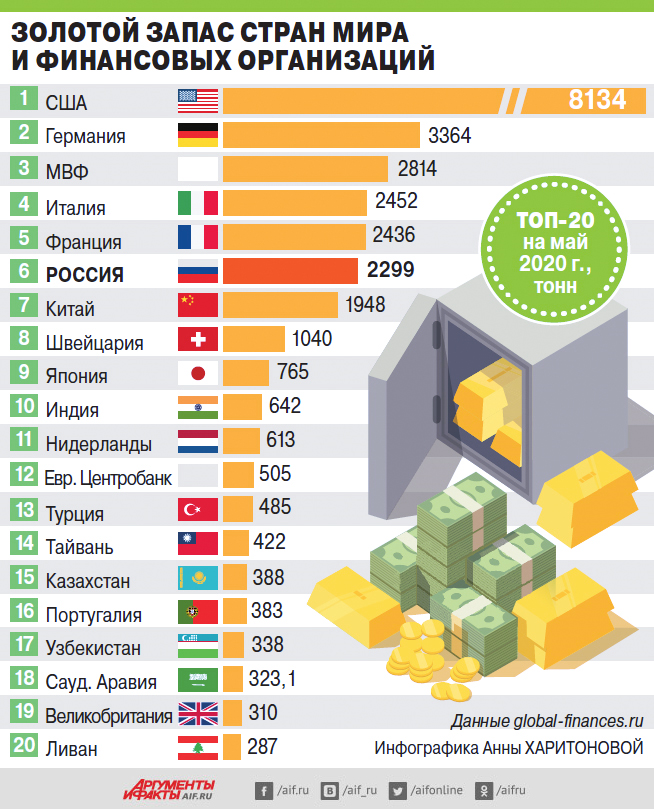 ЗОЛОТОЙ ЗАПАС СТРАН МИРА
И ФИНАНСОВЫХ ОРГАНИЗАЦИЙ
1 США 8134
2 Германия 3364
3 МВФ 2814
4 Италия 2452
5 Франция 2436
6 РОССИЯ 2299
7 Китай 1948
8 Швейцария 1040
9 Япония 765
10 Индия 642
11 Нидерланды 613
12 Евр. Центробанк 505
13 Турция 485
14 Тайвань 422
15 Казахстан 388
16 Португалия 383
17 Узбекистан 338
18 Сауд. Аравия 323,1
19 Великобритания 310
20 Ливан 287
ТОП-20
на май
2020 г.,
тонн
Данные global-finances.ru
Инфографика Анны ХАРИТОНОВОЙ
АРГУМЕНТЫ
И ФАКТЫ AIF.RU
/aif.ru /aif_ru /aifonline /aifru